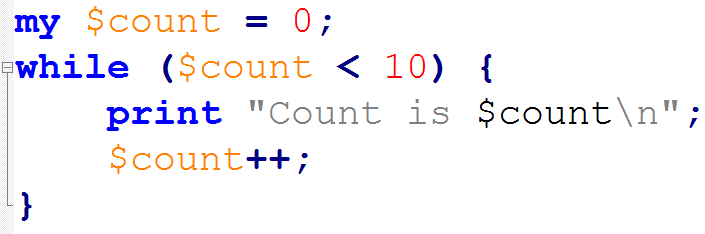 my $count = 0;
while ($count < 10) {
    print "Count is $count\n";
    $count++;
}